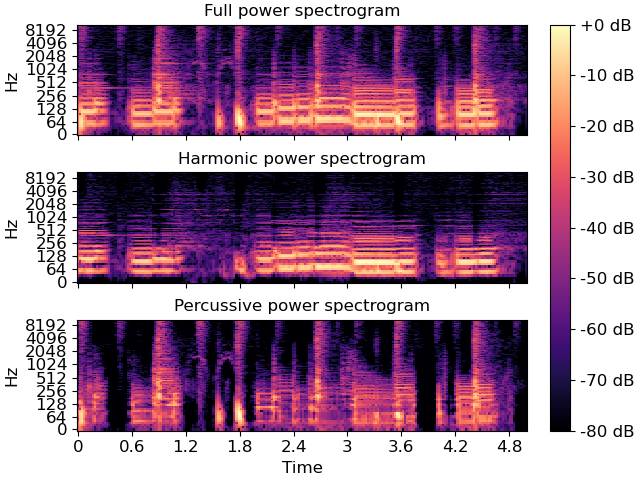 Full power spectrogram
8192
4096
2048
1024
512
256
128
64
0
Hz
Harmonic power spectrogram
8192
4096
2048
1024
512
256
128
64
0
Hz
Percussive power spectrogram
8192
4096
2048
1024
512
256
128
64
0
Hz
0 0.6 1.2 1.8 2.4 3 3.6 4.2 4.8
Time
+0 dB
-10 dB
-20 dB
-30 dB
-40 dB
-50 dB
-60 dB
-70 dB
-80 dB